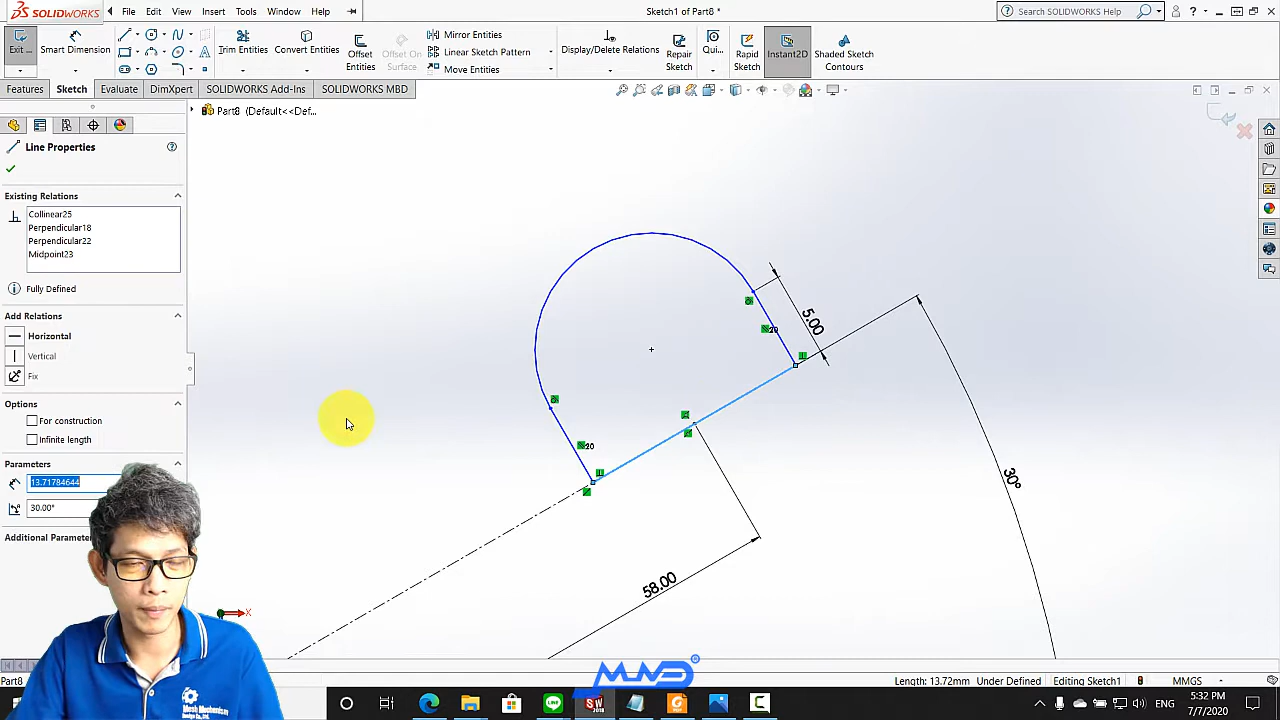 SOLIDWORKS
File Edit View Insert Tools Window Help
Sketch1 of Part8 *
Search SOLIDWORKS Help
Exit ...
Smart Dimension
Trim Entities
Convert Entities
Offset Entities
Offset On Surface
Mirror Entities
Linear Sketch Pattern
Move Entities
Display/Delete Relations
Repair Sketch
Qui...
Rapid Sketch
Instant2D
Shaded Sketch Contours
Features Sketch Evaluate DimXpert SOLIDWORKS Add-Ins SOLIDWORKS MBD
Part8 (Default<<Def...
Line Properties
Existing Relations
Collinear25
Perpendicular18
Perpendicular22
Midpoint23
Fully Defined
Add Relations
Horizontal
Vertical
Fix
Options
For construction
Infinite length
Parameters
13.71784644
30.00°
Additional Parame
5.00
20
20
30°
58.00
X
Part8
Length: 13.72mm Under Defined Editing Sketch1 MMGS
ENG
5:32 PM
7/7/2020